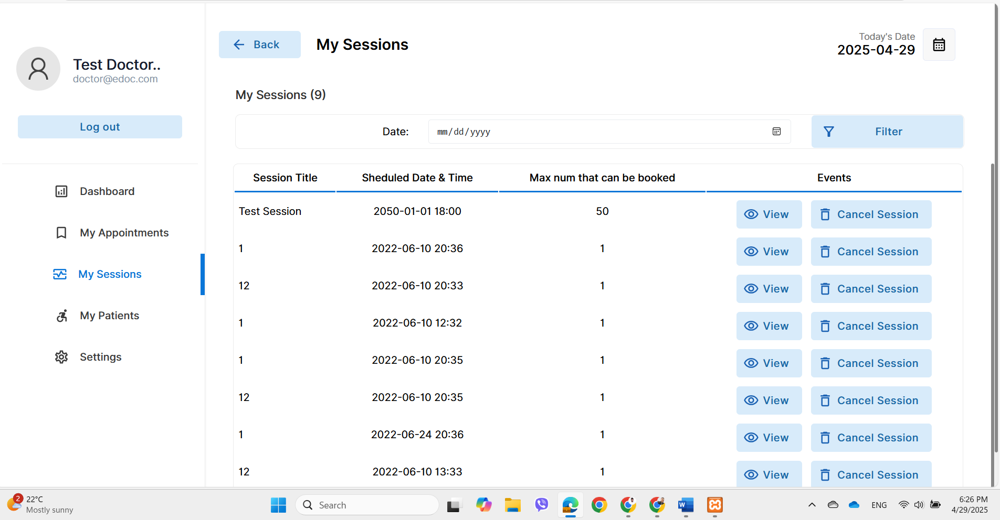 Test Doctor..
doctor@edoc.com
Log out
Dashboard
My Appointments
My Sessions
My Patients
Settings
Back
My Sessions
Today's Date
2025-04-29
My Sessions (9)
Date:
mm/dd/yyyy
Filter
Session Title Sheduled Date & Time Max num that can be booked Events
Test Session 2050-01-01 18:00 50 View Cancel Session
1 2022-06-10 20:36 1 View Cancel Session
12 2022-06-10 20:33 1 View Cancel Session
1 2022-06-10 12:32 1 View Cancel Session
1 2022-06-10 20:35 1 View Cancel Session
12 2022-06-10 20:35 1 View Cancel Session
1 2022-06-24 20:36 1 View Cancel Session
12 2022-06-10 13:33 1 View Cancel Session
2
22°C
Mostly sunny
Search
W
ENG
6:26 PM
4/29/2025